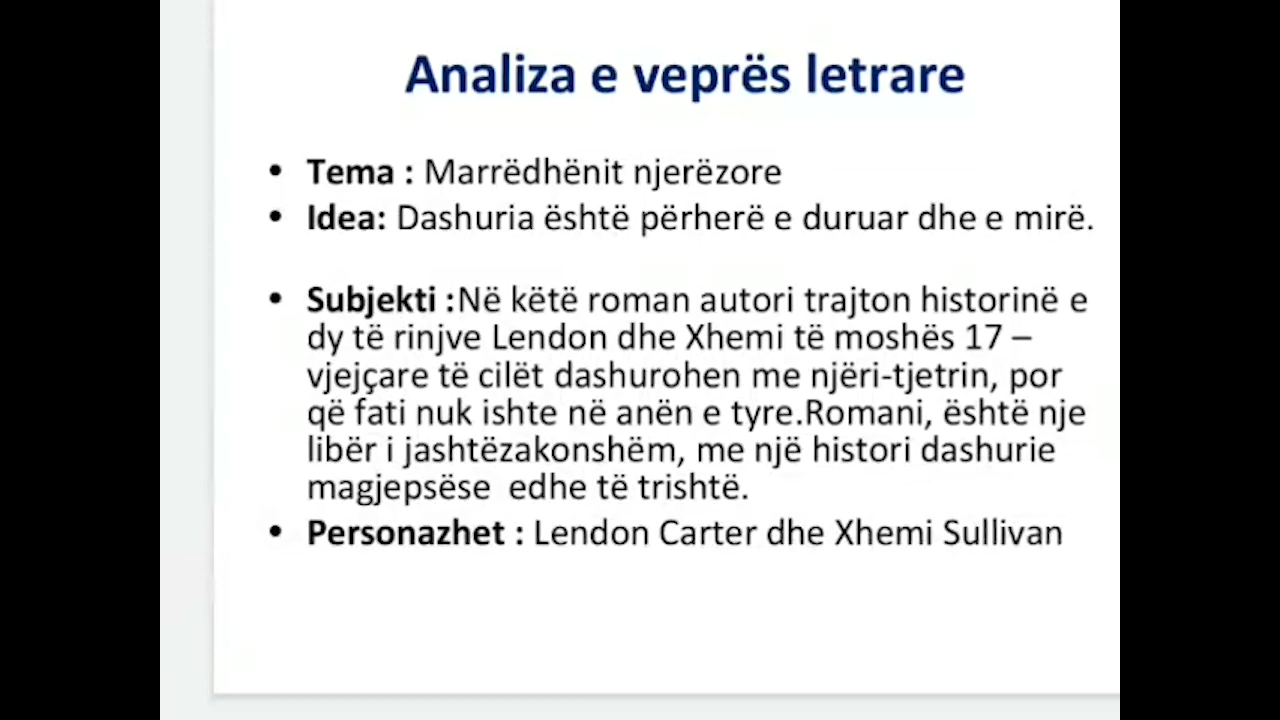 Analiza e veprës letrare
• Tema : Marrëdhënit njerëzore
• Idea: Dashuria është përherë e duruar dhe e mirë.
• Subjekti :Në këtë roman autori trajton historinë e
dy të rinjve Lendon dhe Xhemi të moshës 17 –
vjejçare të cilët dashurohen me njëri-tjetrin, por
që fati nuk ishte në anën e tyre.Romani, është nje
libër i jashtëzakonshëm, me një histori dashurie
magjepsëse  edhe të trishtë.
• Personazhet : Lendon Carter dhe Xhemi Sullivan